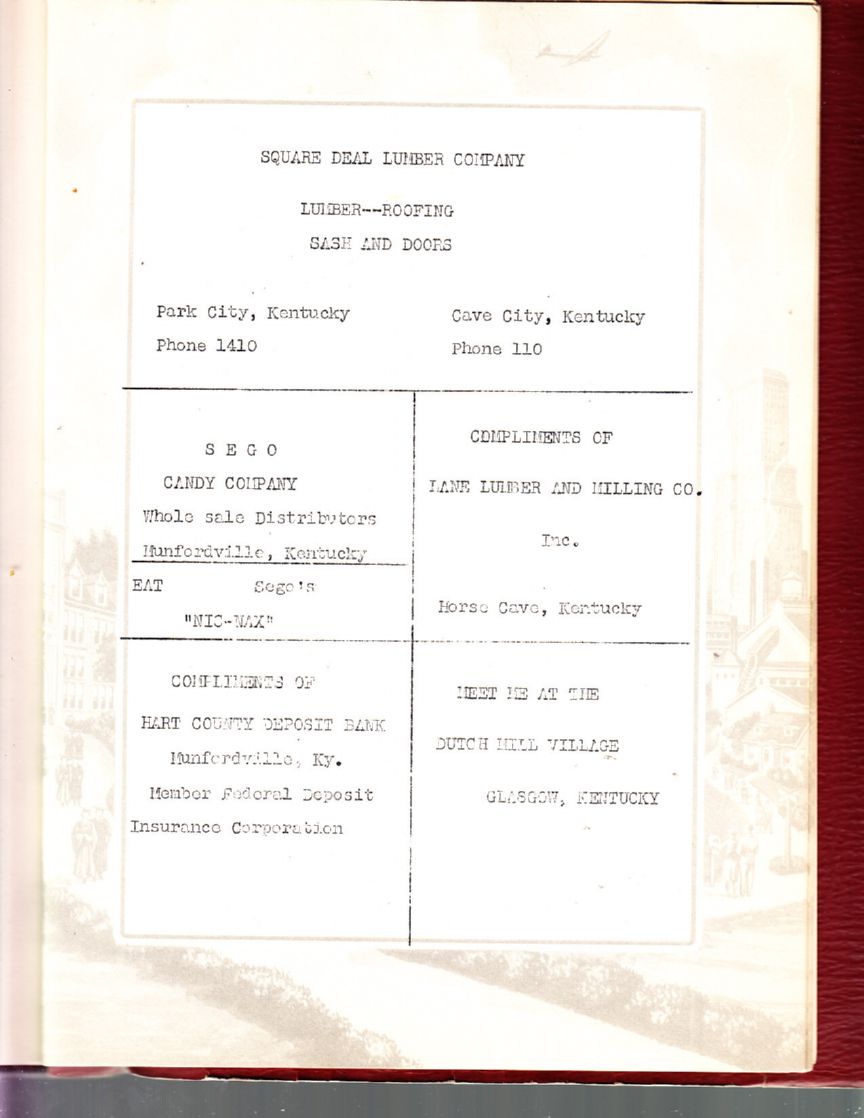 SQUARE DEAL LUMBER COMPANY
LUMBER--ROOFING
SASH AND DOORS
Park City, Kentucky
Phone 1410
Cave City, Kentucky
Phone 110
S E G O
CANDY COMPANY
Whole sale Distributors
Munfordville, Kentucky
EAT Sego's
"NIC-NAX"
COMPLIMENTS OF
LANE LUMBER AND MILLING CO.
Inc.
Horse Cave, Kentucky
COMPLIMENTS OF
HART COUNTY DEPOSIT BANK
Munfordville, Ky.
Member Federal Deposit
Insurance Corporation
MEET ME AT THE
DUTCH MILL VILLAGE
GLASGOW, KENTUCKY